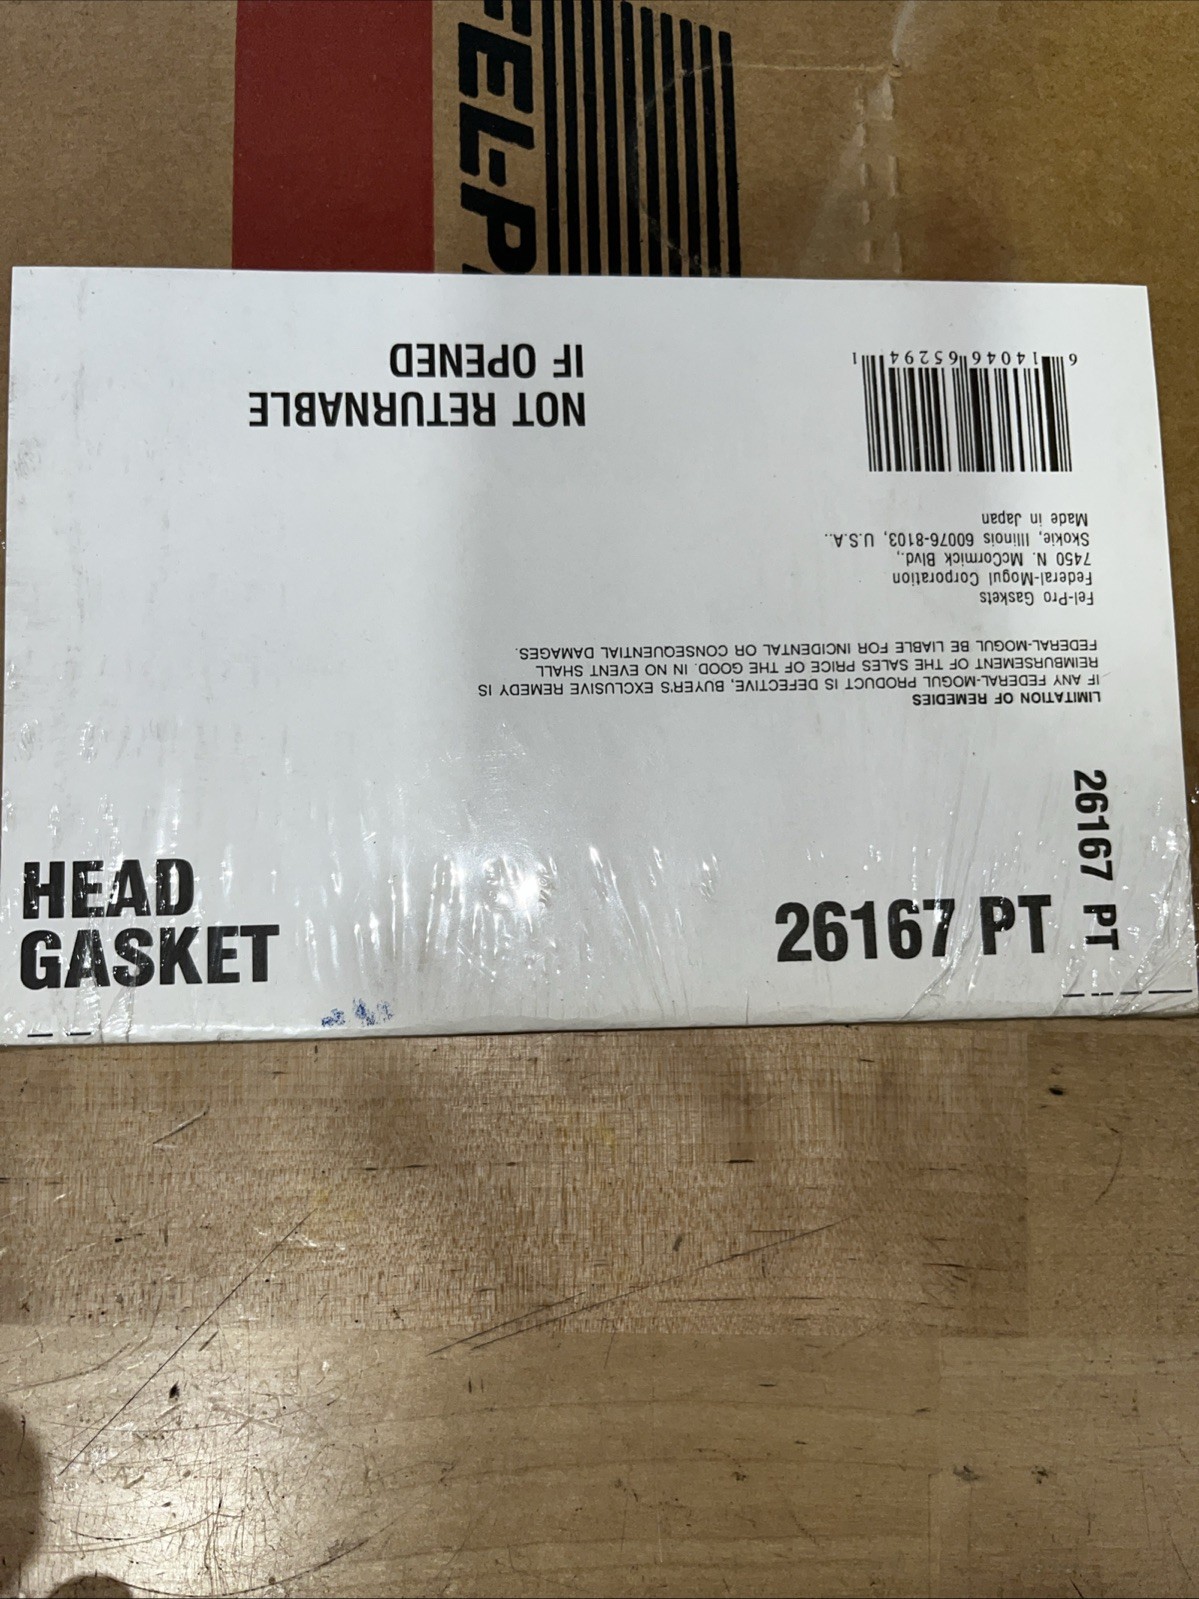 FEL-P
NOT RETURNABLE
IF OPENED
6 14046 65294 1
Fel-Pro Gaskets
Federal-Mogul Corporation
7450 N. McCormick Blvd.,
Skokie, Illinois 60076-8103, U.S.A..
Made in Japan
LIMITATION OF REMEDIES
IF ANY FEDERAL-MOGUL PRODUCT IS DEFECTIVE, BUYER'S EXCLUSIVE REMEDY IS
REIMBURSEMENT OF THE SALES PRICE OF THE GOOD. IN NO EVENT SHALL
FEDERAL-MOGUL BE LIABLE FOR INCIDENTAL OR CONSEQUENTIAL DAMAGES.
26167 PT
HEAD
GASKET
26167 PT